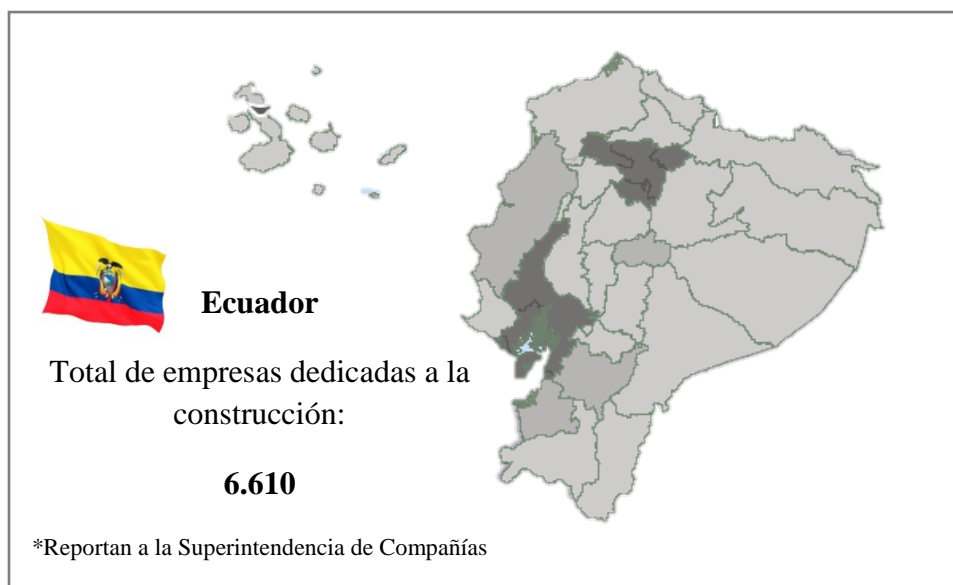 Ecuador
Total de empresas dedicadas a la
construcción:
6.610
*Reportan a la Superintendencia de Compañías